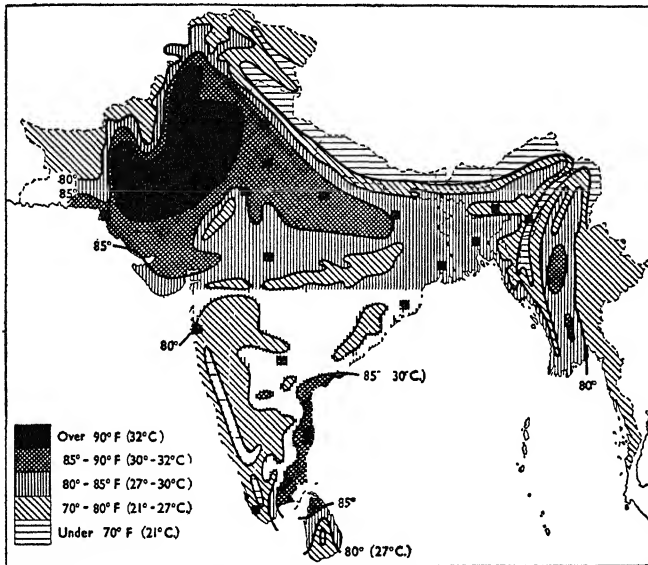 80°
85°
85°
80°
85° 30°C.)
80°
85°
80° (27°C.)
Over 90° F (32°C)
85°-90° F (30°-32°C)
80°-85° F (27°-30°C)
70°-80° F (21°-27°C.)
Under 70° F (21°C.)